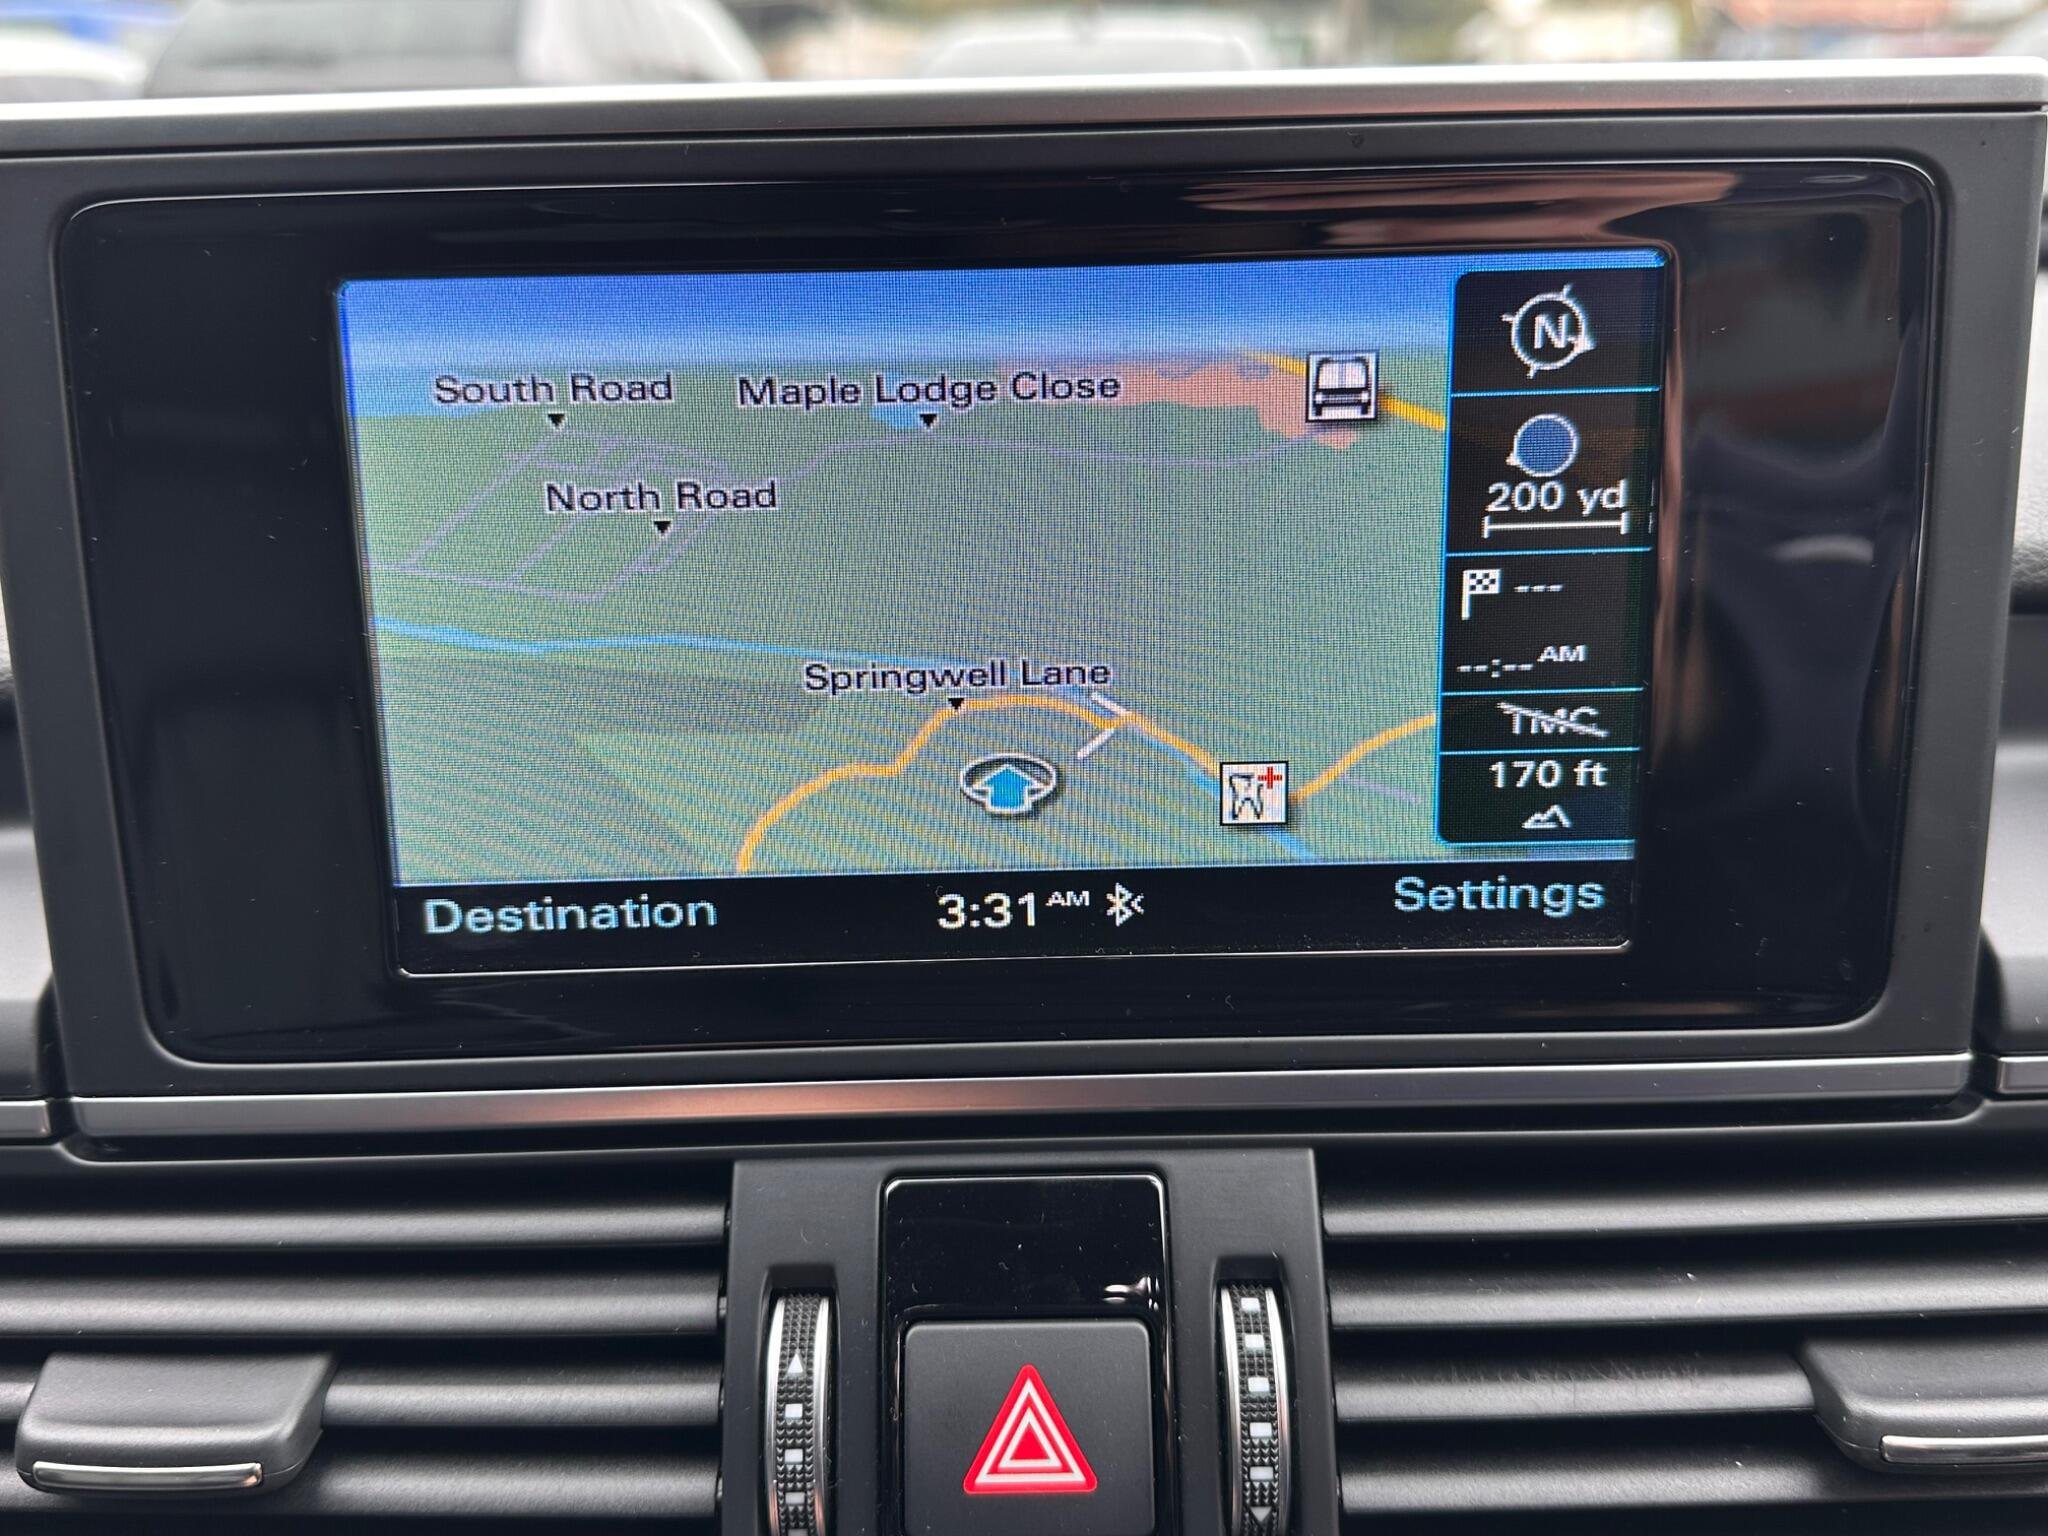 South Road
Maple Lodge Close
North Road
Springwell Lane
N
200 yd
---
--:-- AM
TMC
170 ft
Destination
3:31 AM
Settings